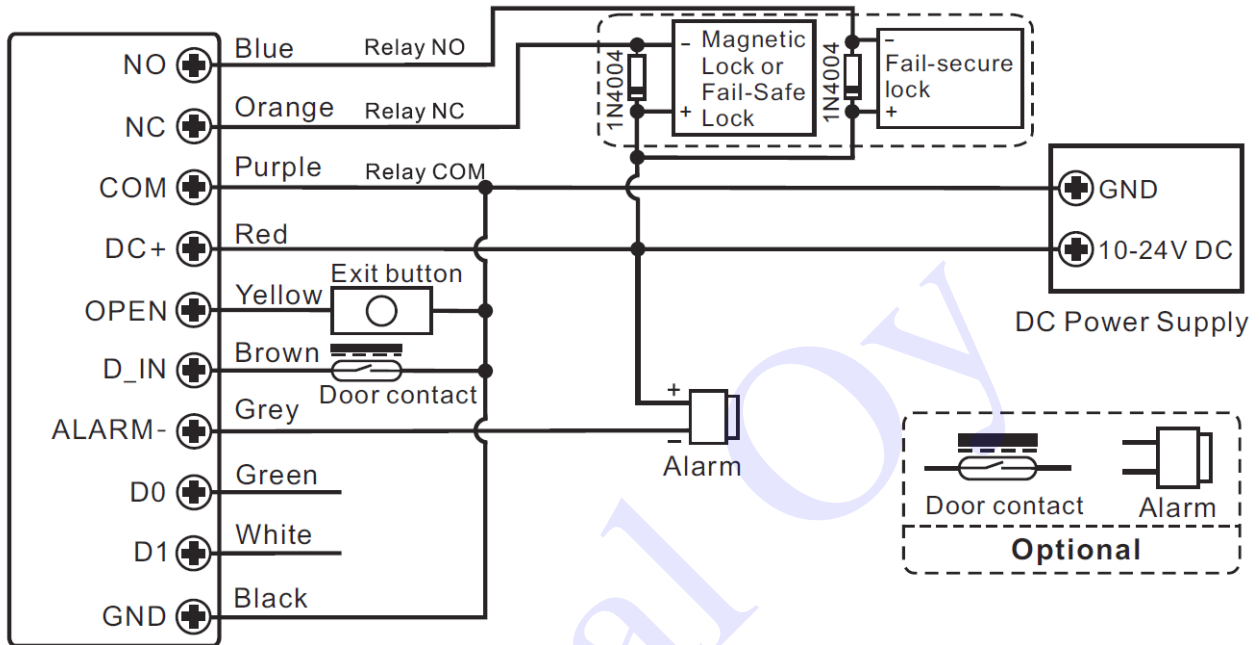 NO
Blue
Relay NO
NC
Orange
Relay NC
COM
Purple
Relay COM
DC+
Red
OPEN
Yellow
Exit button
D_IN
Brown
Door contact
ALARM-
Grey
D0
Green
D1
White
GND
Black
1N4004
-
Magnetic
Lock or
Fail-Safe
+ Lock
1N4004
-
Fail-secure
lock
+
GND
10-24V DC
DC Power Supply
+
-
Alarm
Door contact
Alarm
Optional
al Oy